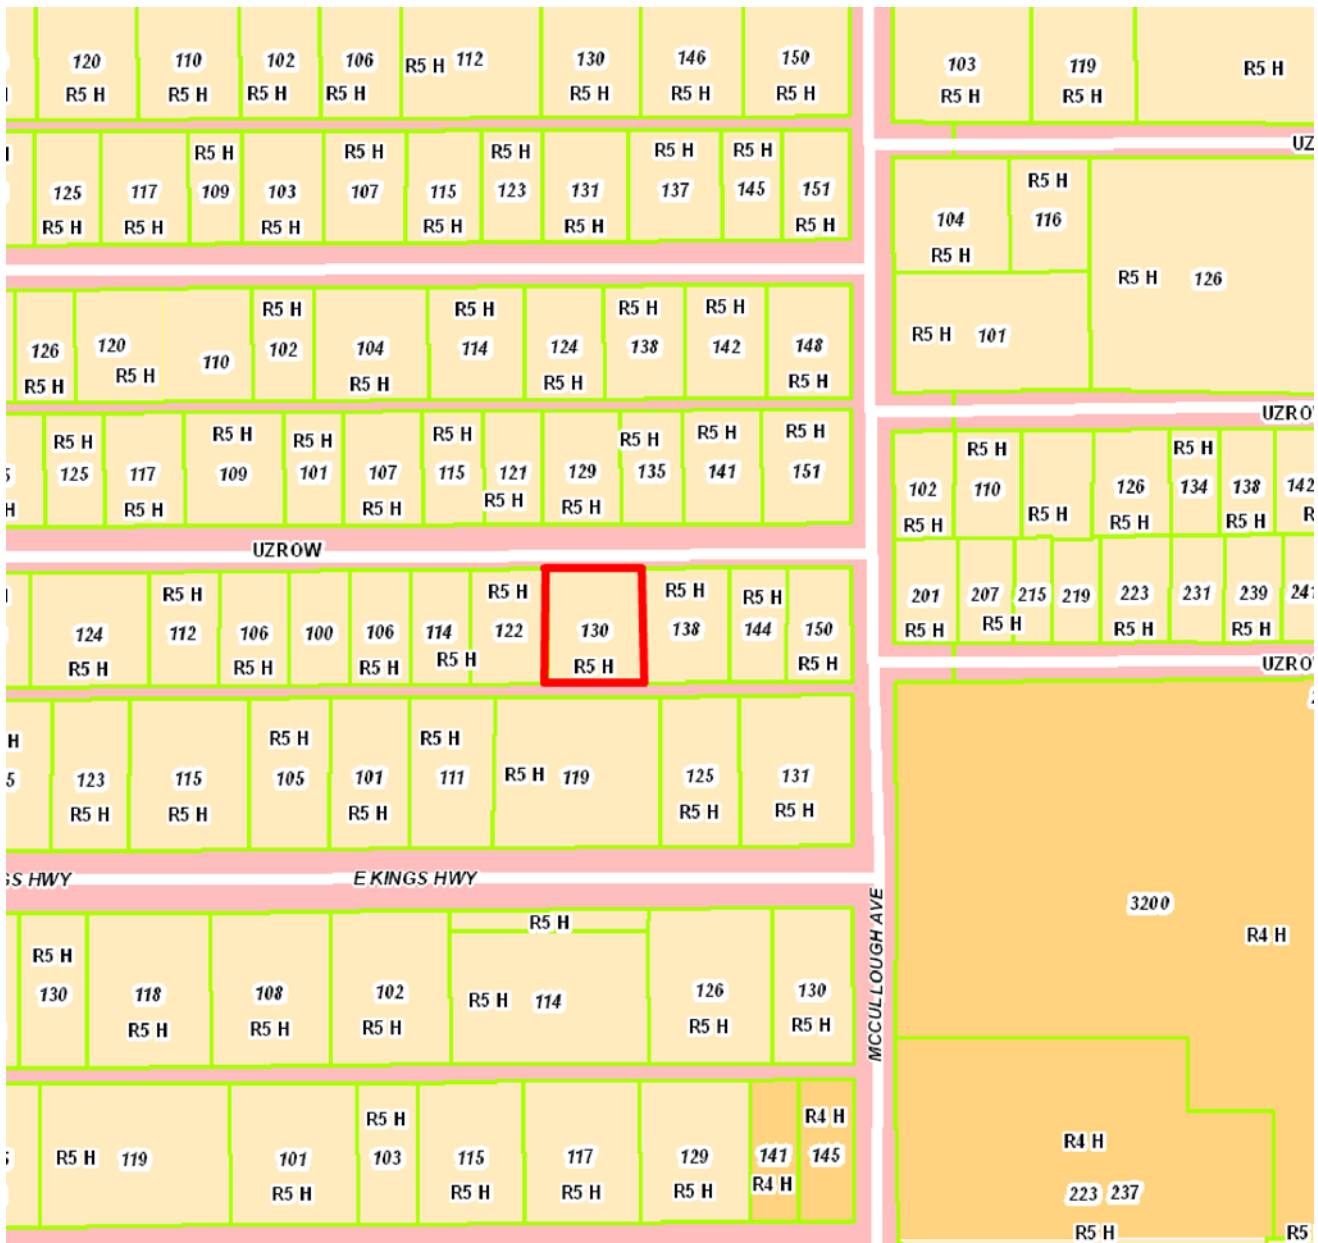 120 110 102 106 R5 H 112 130 146 150
R5 H R5 H R5 H R5 H R5 H R5 H R5 H
103 119 R5 H
R5 H R5 H
UZ
R5 H R5 H R5 H R5 H R5 H
125 117 109 103 107 115 123 131 137 145 151
R5 H R5 H R5 H R5 H R5 H R5 H
R5 H
104 116
R5 H
R5 H 126
R5 H 101
R5 H R5 H R5 H R5 H
126 120 110 102 104 114 124 138 142 148
R5 H R5 H R5 H R5 H R5 H
UZRO
R5 H R5 H R5 H R5 H R5 H R5 H R5 H
125 117 109 101 107 115 121 129 135 141 151
R5 H R5 H R5 H R5 H
R5 H R5 H
102 110 126 134 138 142
R5 H R5 H R5 H R5 H R
UZROW
201 207 215 219 223 231 239 241
R5 H R5 H R5 H R5 H
UZRO
R5 H R5 H R5 H R5 H
124 112 106 100 106 114 122 130 138 144 150
R5 H R5 H R5 H R5 H R5 H R5 H
H R5 H R5 H
5 123 115 105 101 111 R5 H 119 125 131
R5 H R5 H R5 H R5 H R5 H
GS HWY E KINGS HWY
MCCULLOUGH AVE
3200
R4 H
R5 H
R5 H
130 118 108 102 R5 H 114 126 130
R5 H R5 H R5 H R5 H R5 H
R5 H R4 H
R5 H 119 101 103 115 117 129 141 145
R5 H R5 H R5 H R5 H R4 H
R4 H
223 237
R5 H R5